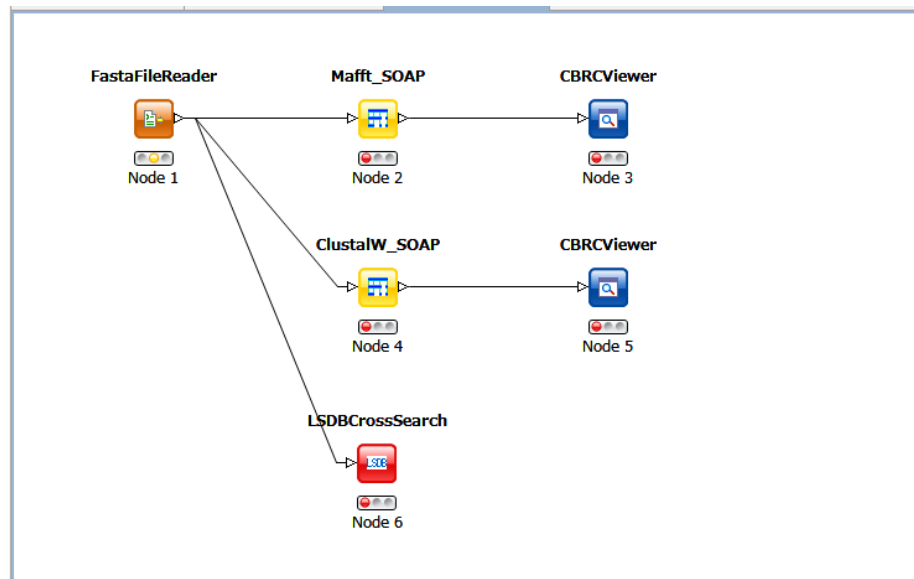 FastaFileReader
Mafft_SOAP
CBRCViewer
Node 1
Node 2
Node 3
ClustalW_SOAP
CBRCViewer
Node 4
Node 5
LSDBCrossSearch
LSDB
Node 6